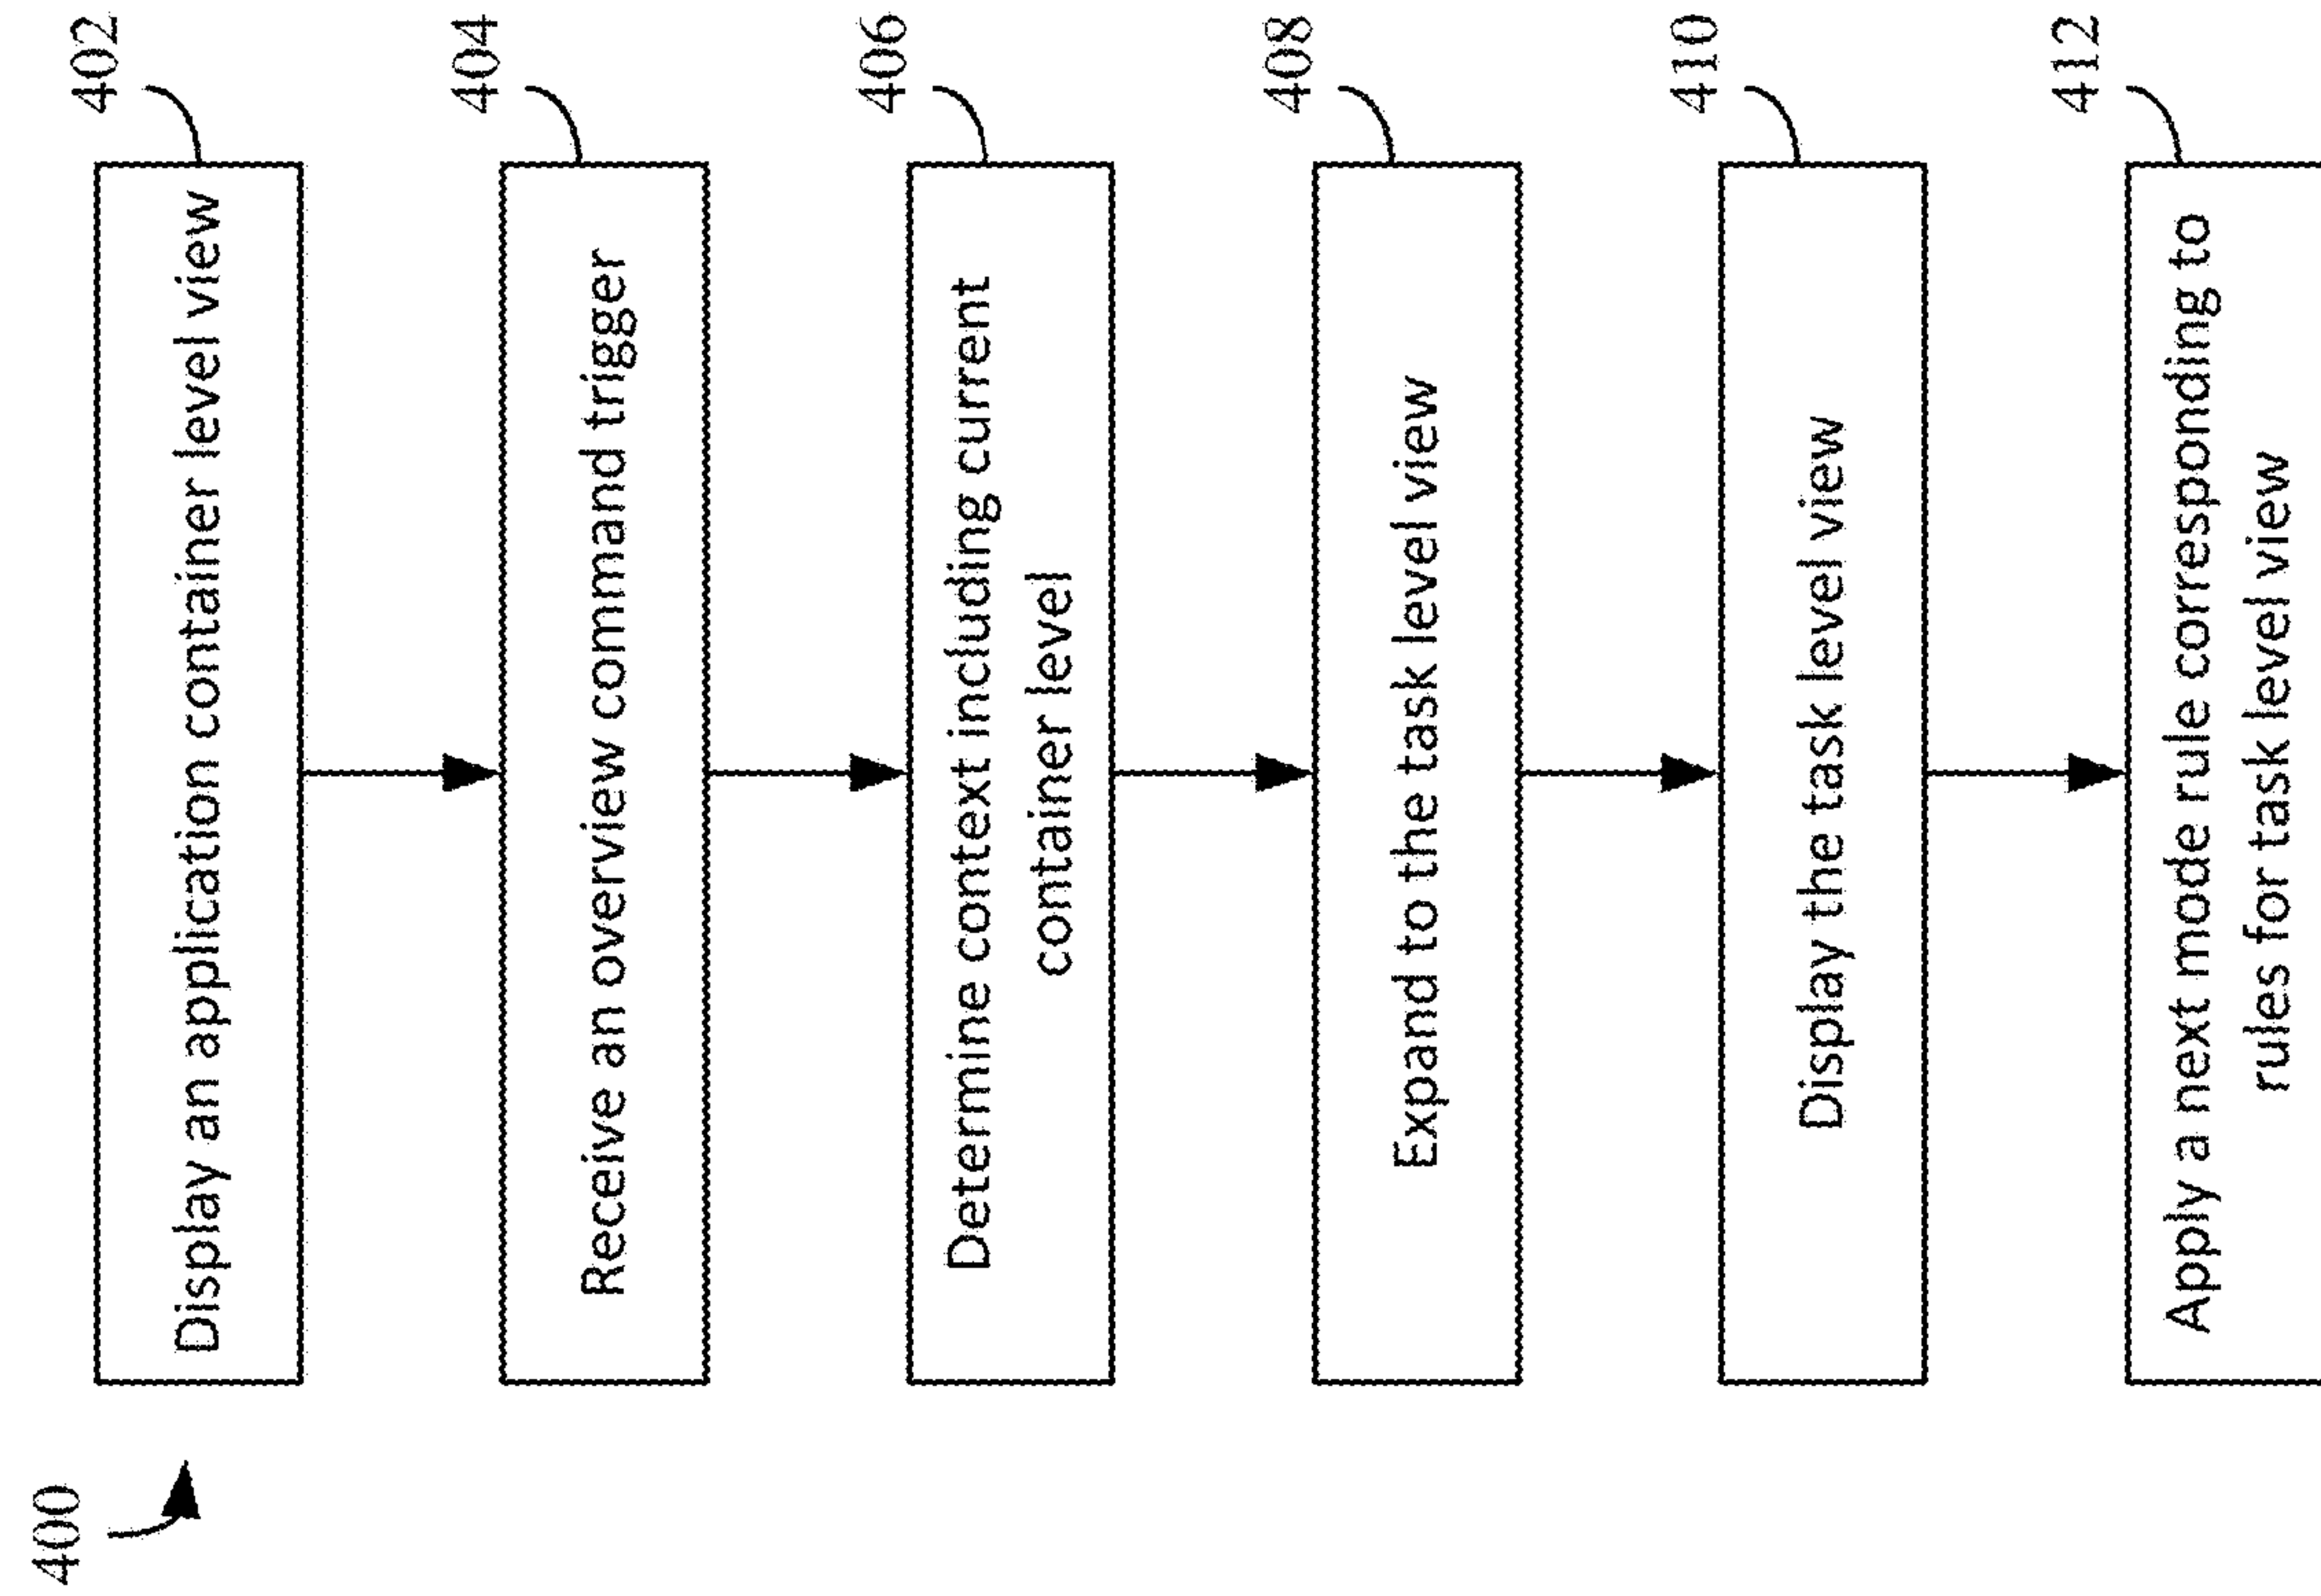 400
402
Display an application container level view
404
Receive an overview command trigger
406
Determine context including current
container level
408
Expand to the task level view
410
Display the task level view
412
Apply a next mode rule corresponding to
rules for task level view